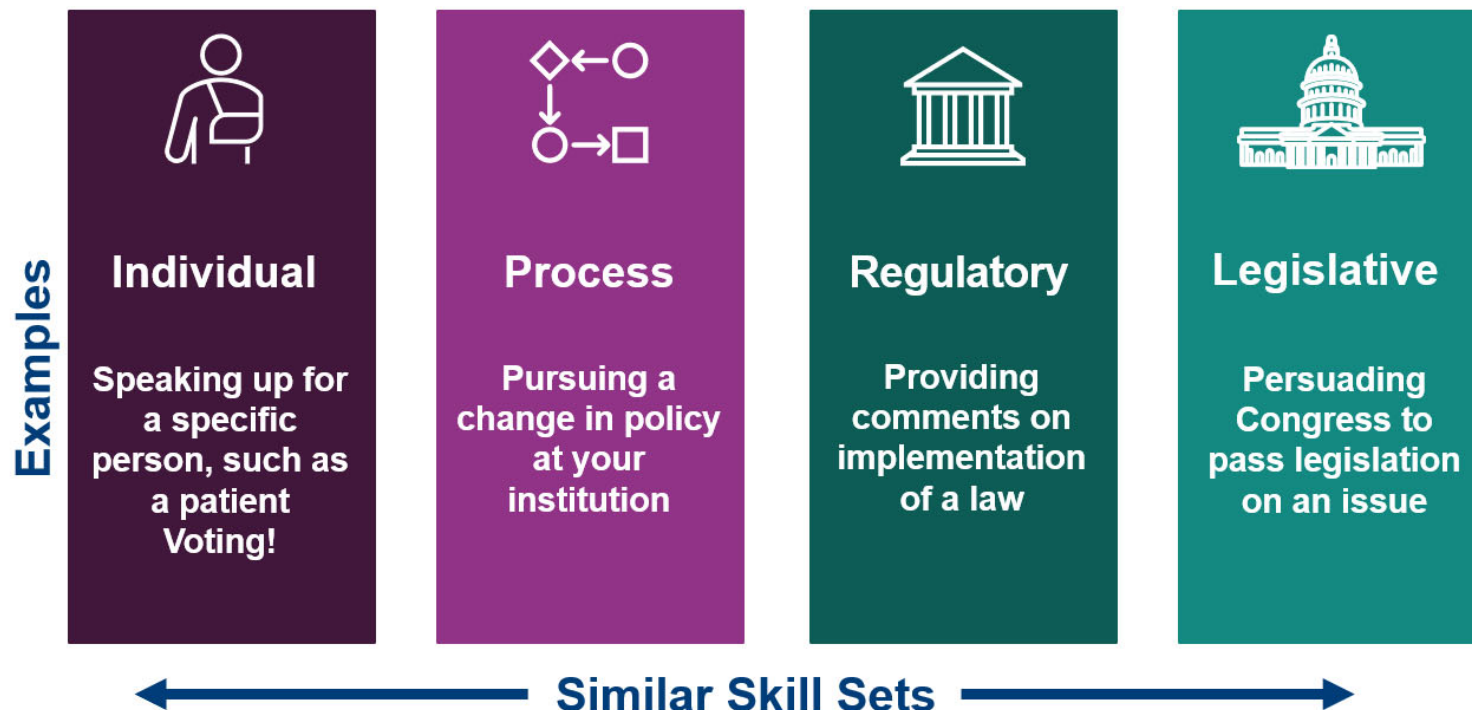 Examples
Individual
Speaking up for
a specific
person, such as
a patient
Voting!
Process
Pursuing a
change in policy
at your
institution
Regulatory
Providing
comments on
implementation
of a law
Legislative
Persuading
Congress to
pass legislation
on an issue
Similar Skill Sets